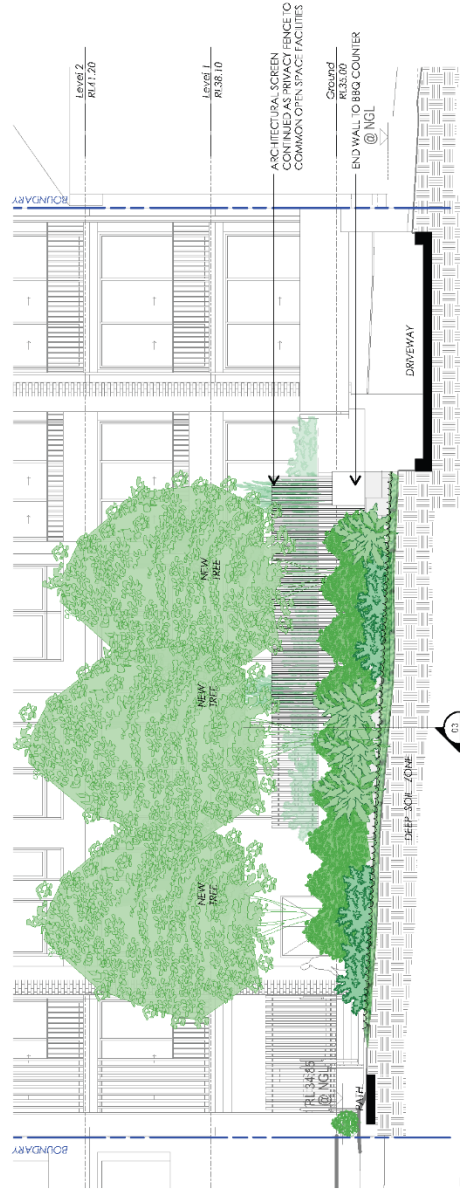 BOUNDARY
BOUNDARY
Level 2
RL41.20
Level 1
RL38.10
ARCHITECTURAL SCREEN
CONTINUED AS PRIVACY FENCE TO
COMMON OPEN SPACE FACILITIES
Ground
RL35.00
END WALL TO BBQ COUNTER
@ NGL
NEW
TREE
NEW
TREE
NEW
TREE
RL 34.85
@ NGL
PATH
DEEP SOIL ZONE
DRIVEWAY
03